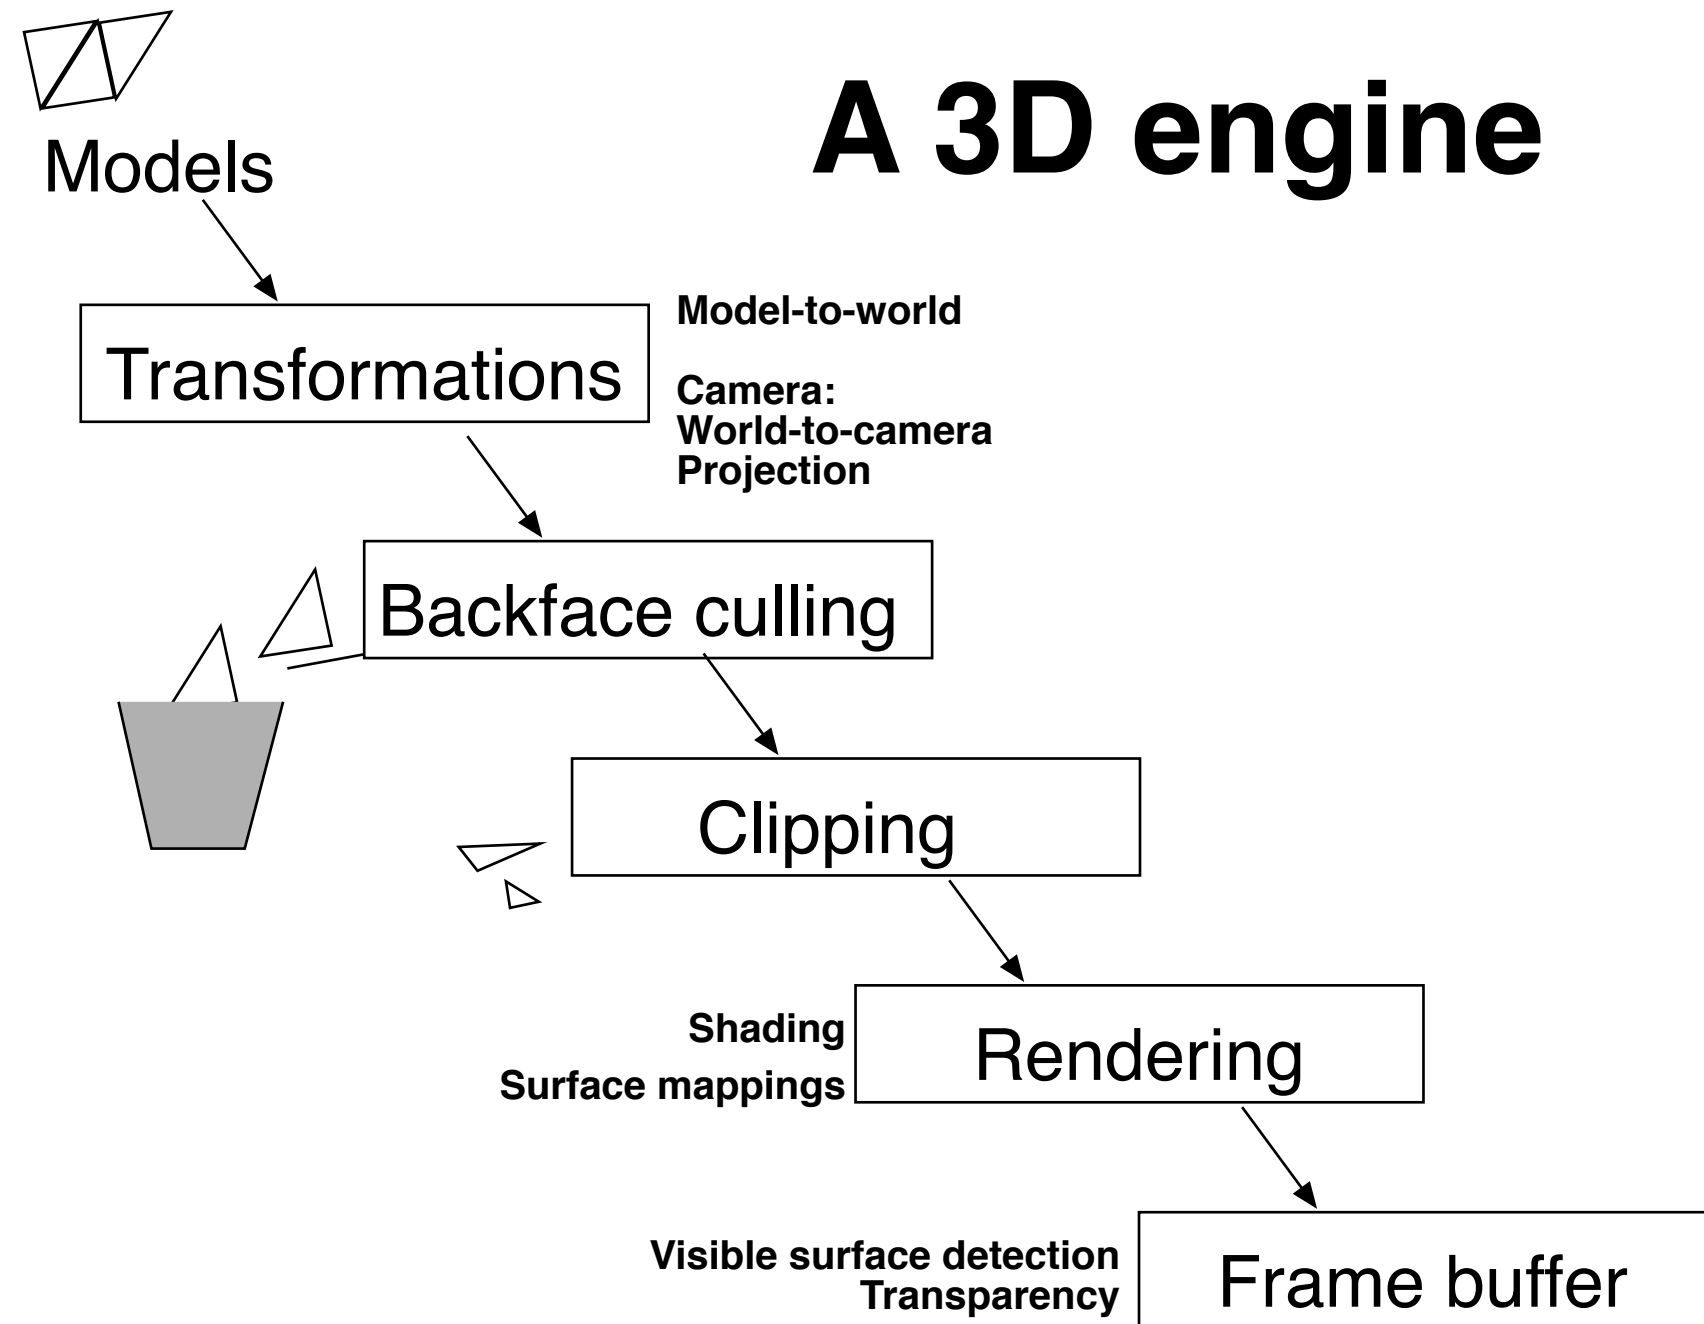 A 3D engine
Models
Transformations
Model-to-world
Camera:
World-to-camera
Projection
Backface culling
Clipping
Shading
Surface mappings
Rendering
Visible surface detection
Transparency
Frame buffer